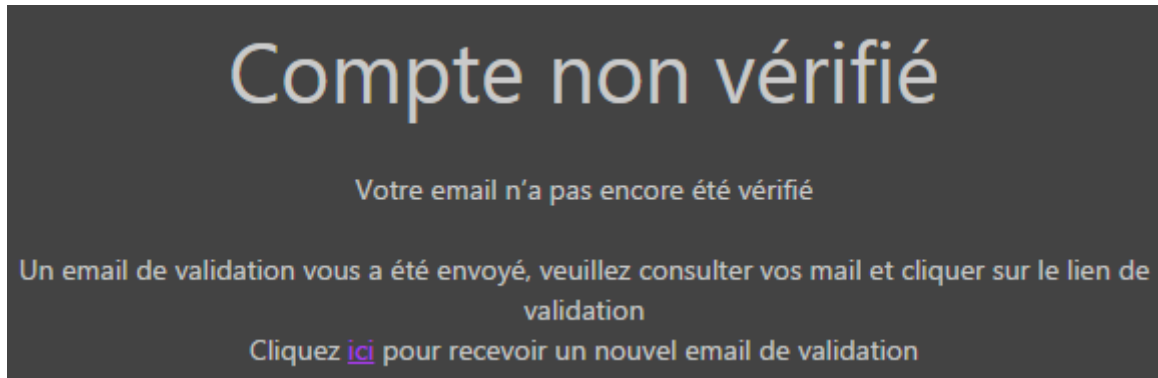 Compte non vérifié
Votre email n'a pas encore été vérifié
Un email de validation vous a été envoyé, veuillez consulter vos mail et cliquer sur le lien de
validation
Cliquez ici pour recevoir un nouvel email de validation